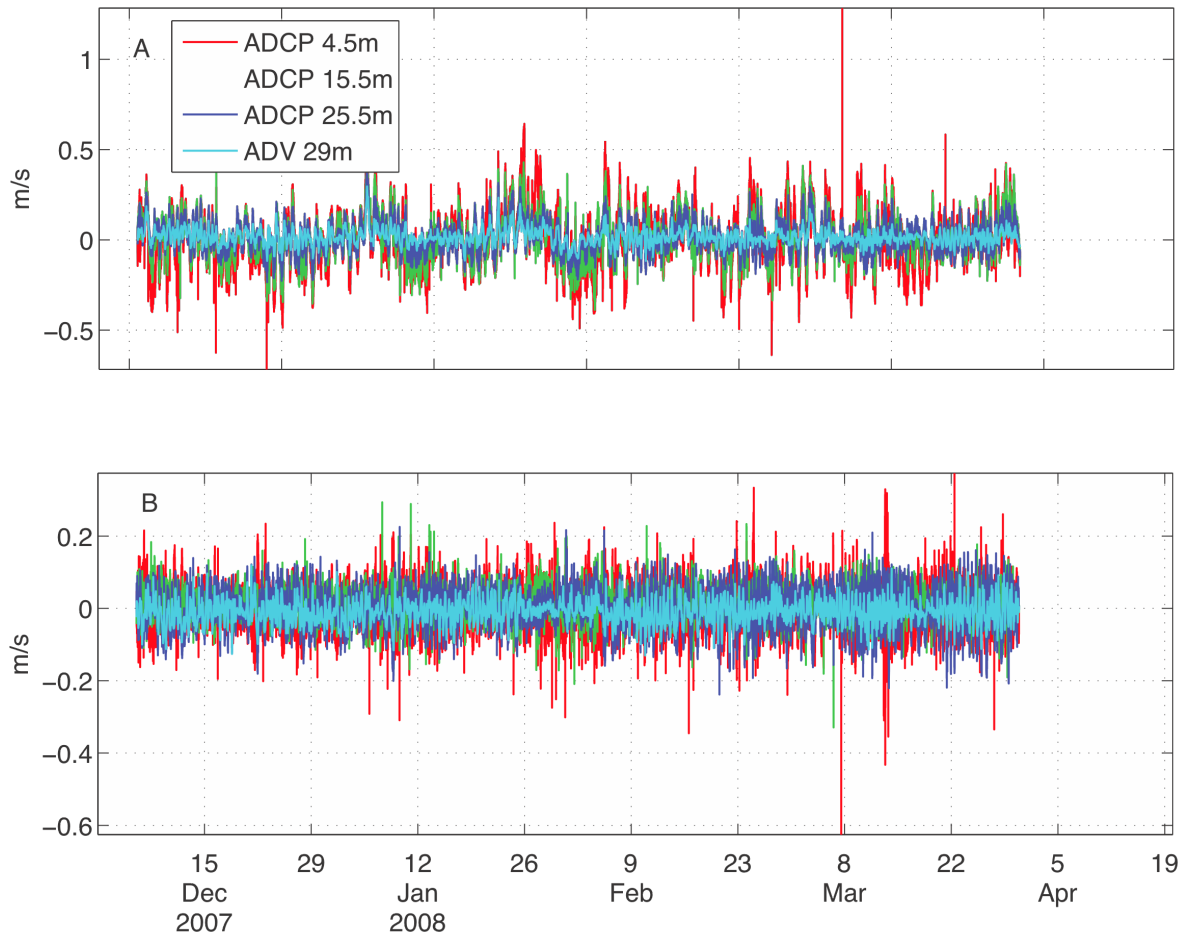 A
ADCP 4.5m
ADCP 15.5m
ADCP 25.5m
ADV 29m
1
0.5
0
−0.5
m/s
B
0.2
0
−0.2
−0.4
−0.6
m/s
15 29 12 26 9 23 8 22 5 19
Dec Jan Feb Mar Apr
2007 2008